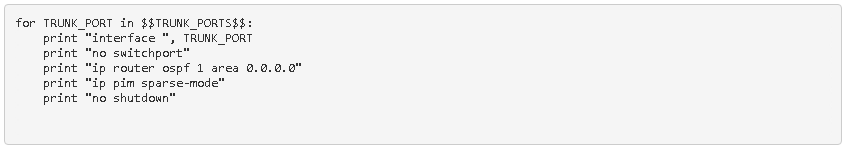 for TRUNK_PORT in $$TRUNK_PORTS$$:
    print "interface ", TRUNK_PORT
    print "no switchport"
    print "ip router ospf 1 area 0.0.0.0"
    print "ip pim sparse-mode"
    print "no shutdown"